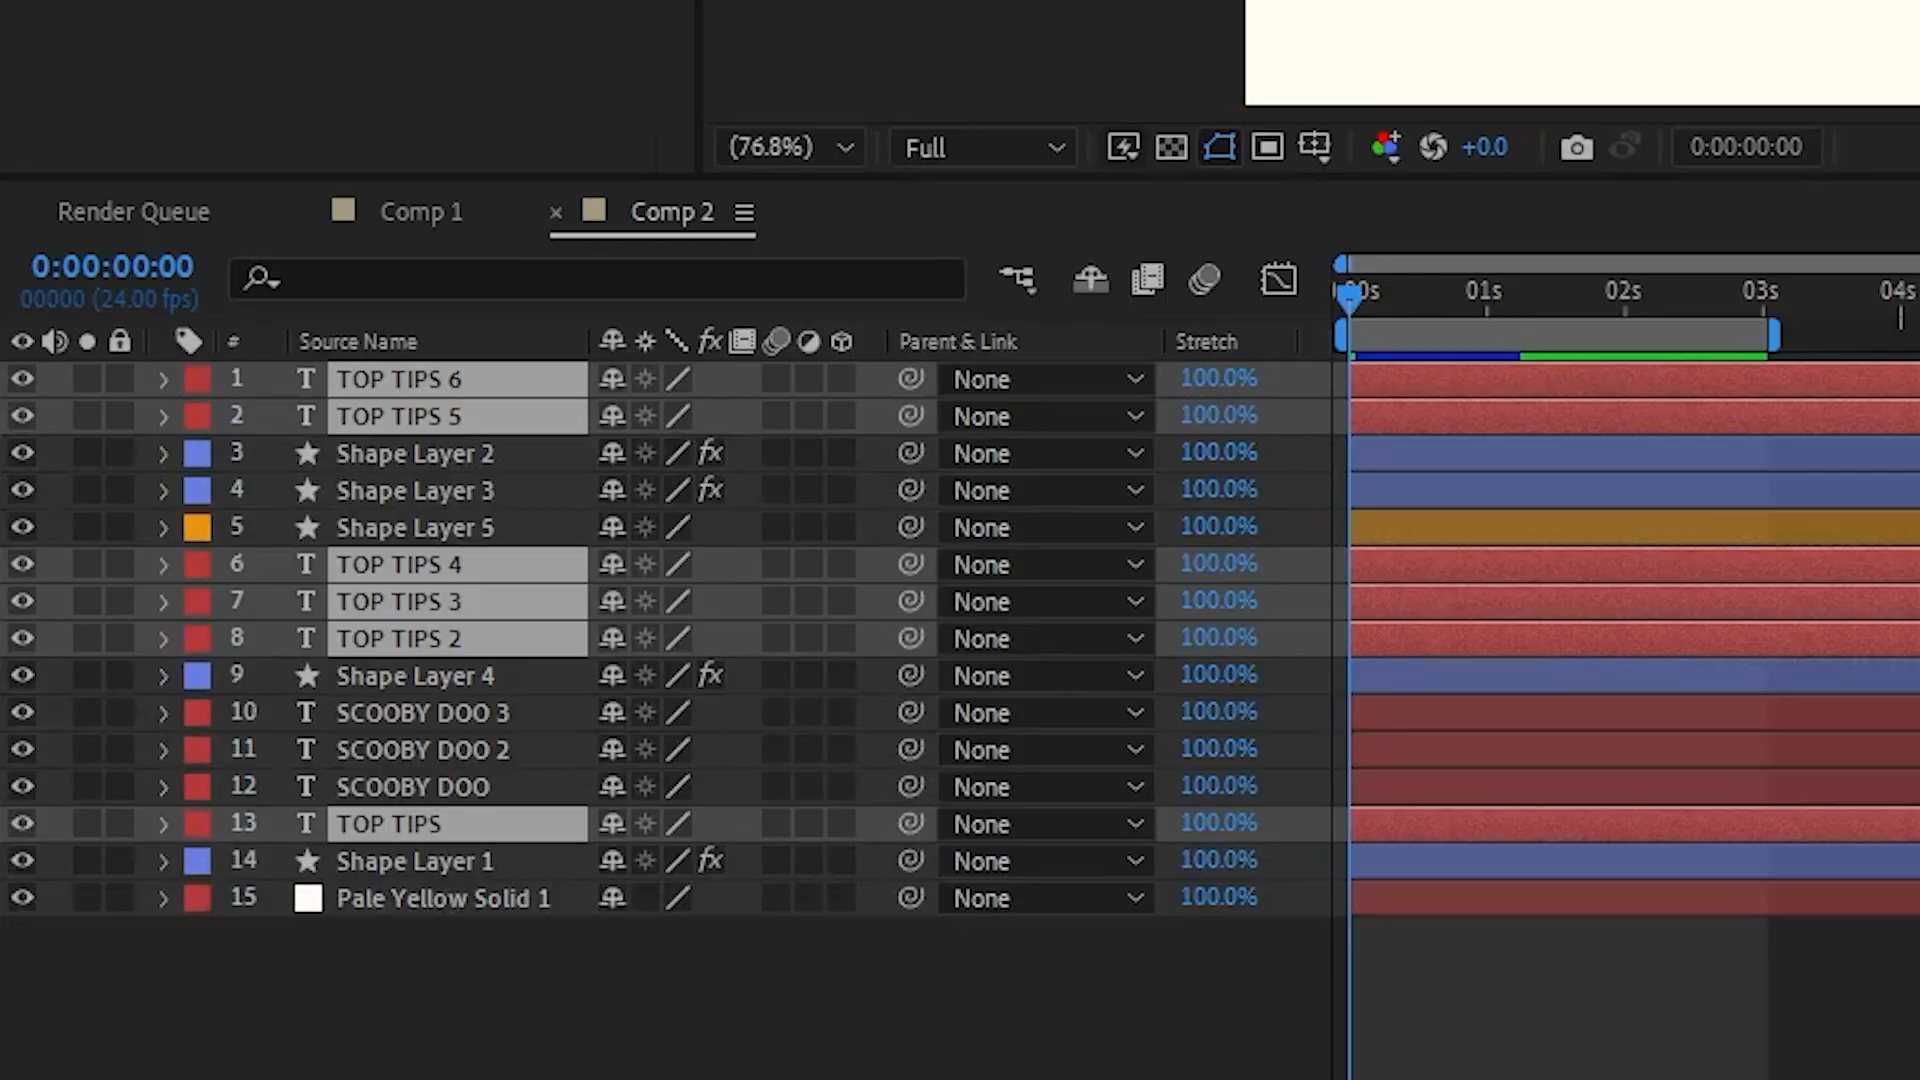 (76.8%) Full +0.0 0:00:00:00
Render Queue Comp 1 × Comp 2
0:00:00:00
00000 (24.00 fps)
00s 01s 02s 03s 04s
# Source Name fx Parent & Link Stretch
1 T TOP TIPS 6 None 100.0%
2 T TOP TIPS 5 None 100.0%
3 Shape Layer 2 fx None 100.0%
4 Shape Layer 3 fx None 100.0%
5 Shape Layer 5 None 100.0%
6 T TOP TIPS 4 None 100.0%
7 T TOP TIPS 3 None 100.0%
8 T TOP TIPS 2 None 100.0%
9 Shape Layer 4 fx None 100.0%
10 T SCOOBY DOO 3 None 100.0%
11 T SCOOBY DOO 2 None 100.0%
12 T SCOOBY DOO None 100.0%
13 T TOP TIPS None 100.0%
14 Shape Layer 1 fx None 100.0%
15 Pale Yellow Solid 1 None 100.0%